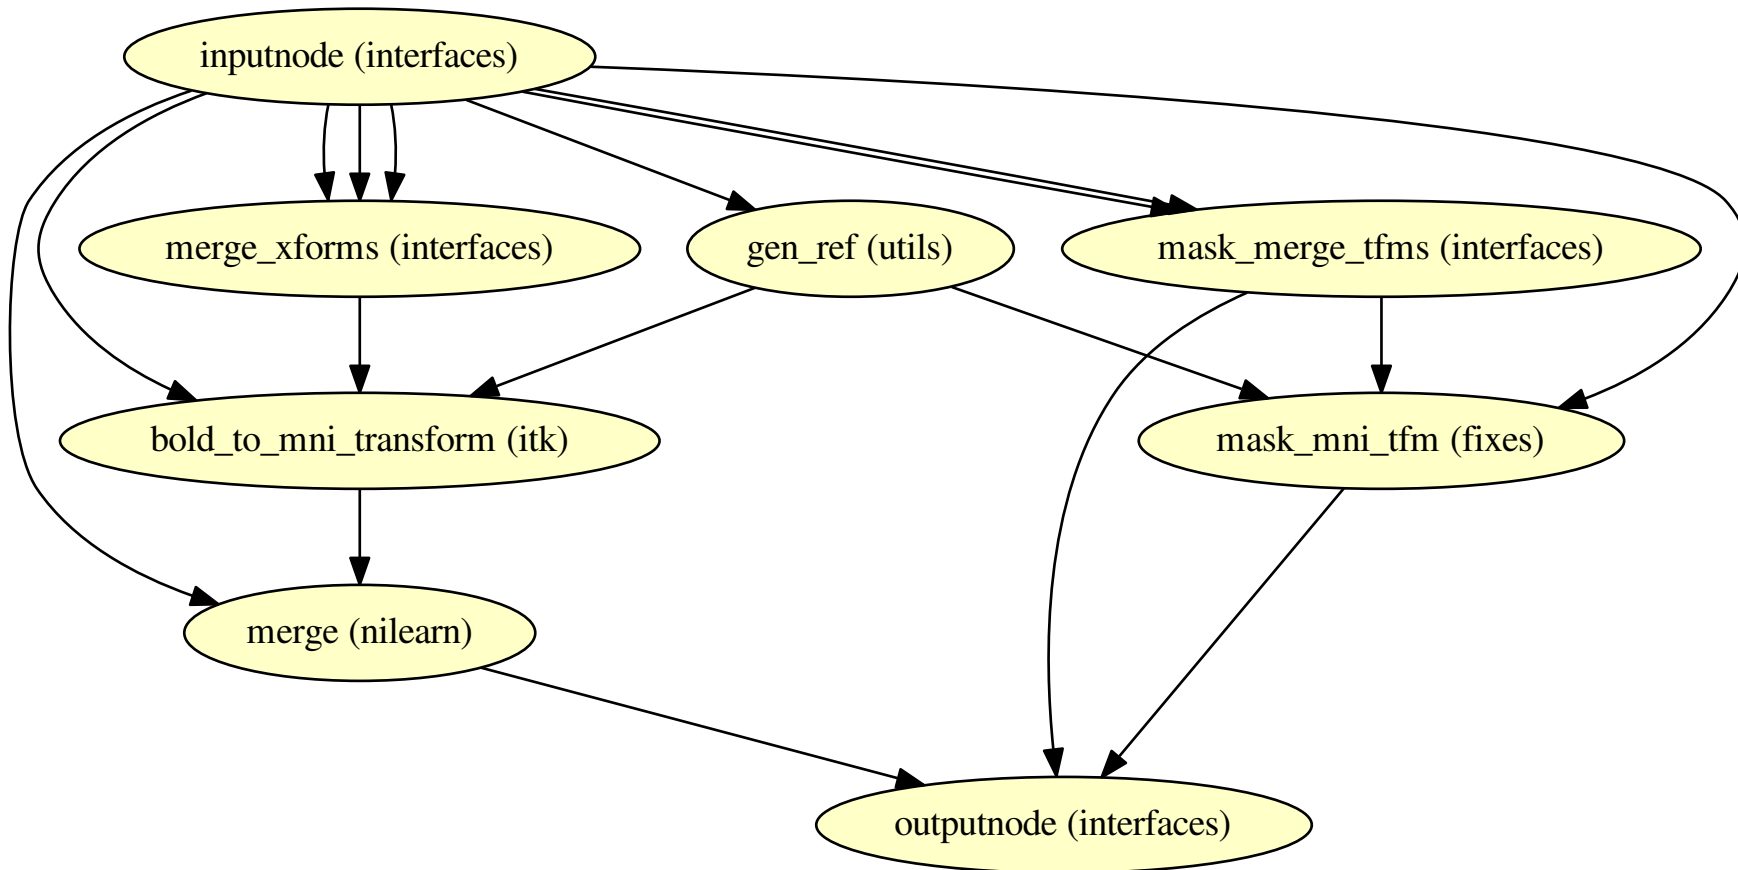 inputnode (interfaces)
merge_xforms (interfaces)
gen_ref (utils)
mask_merge_tfms (interfaces)
bold_to_mni_transform (itk)
mask_mni_tfm (fixes)
merge (nilearn)
outputnode (interfaces)